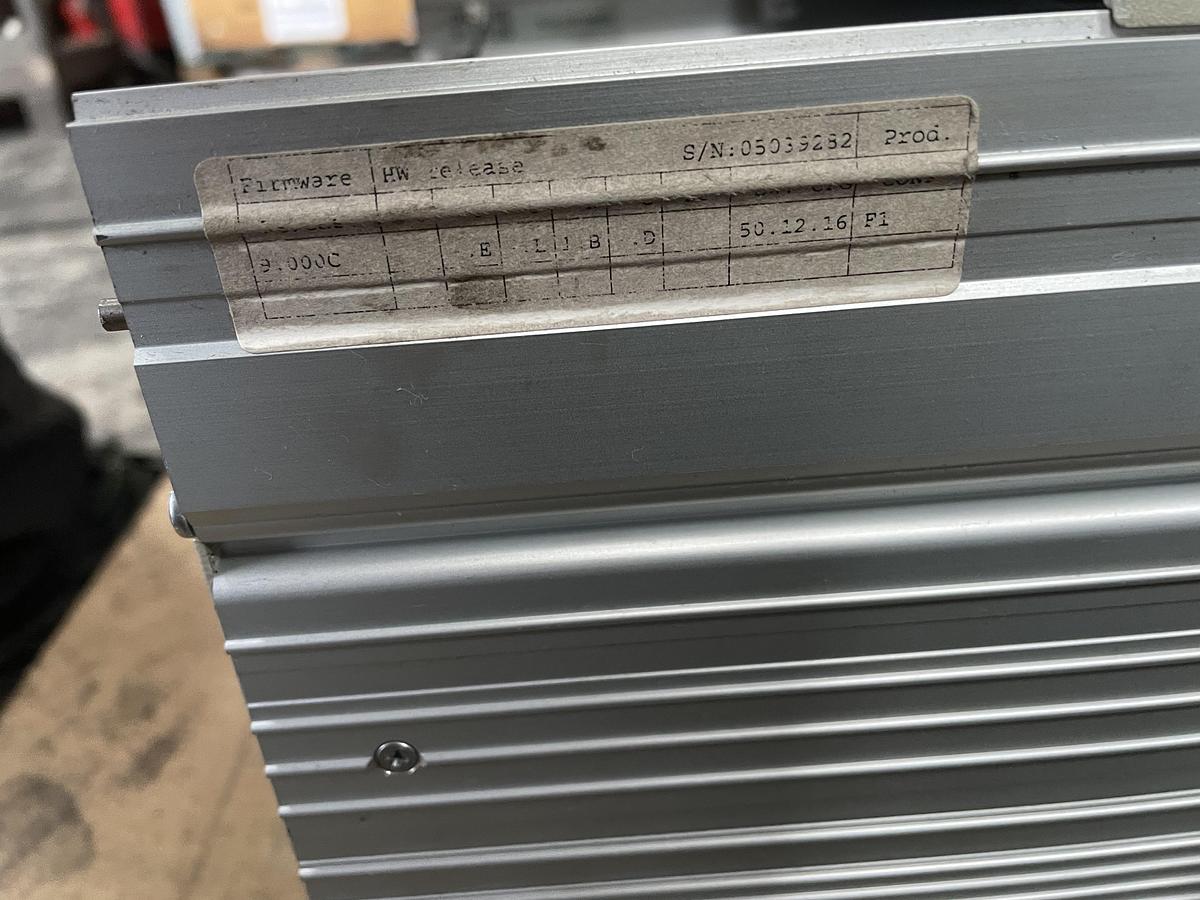 Firmware HW release S/N:05039282 Prod.
9.000C .E .L 1 B .D 50.12.16 F1